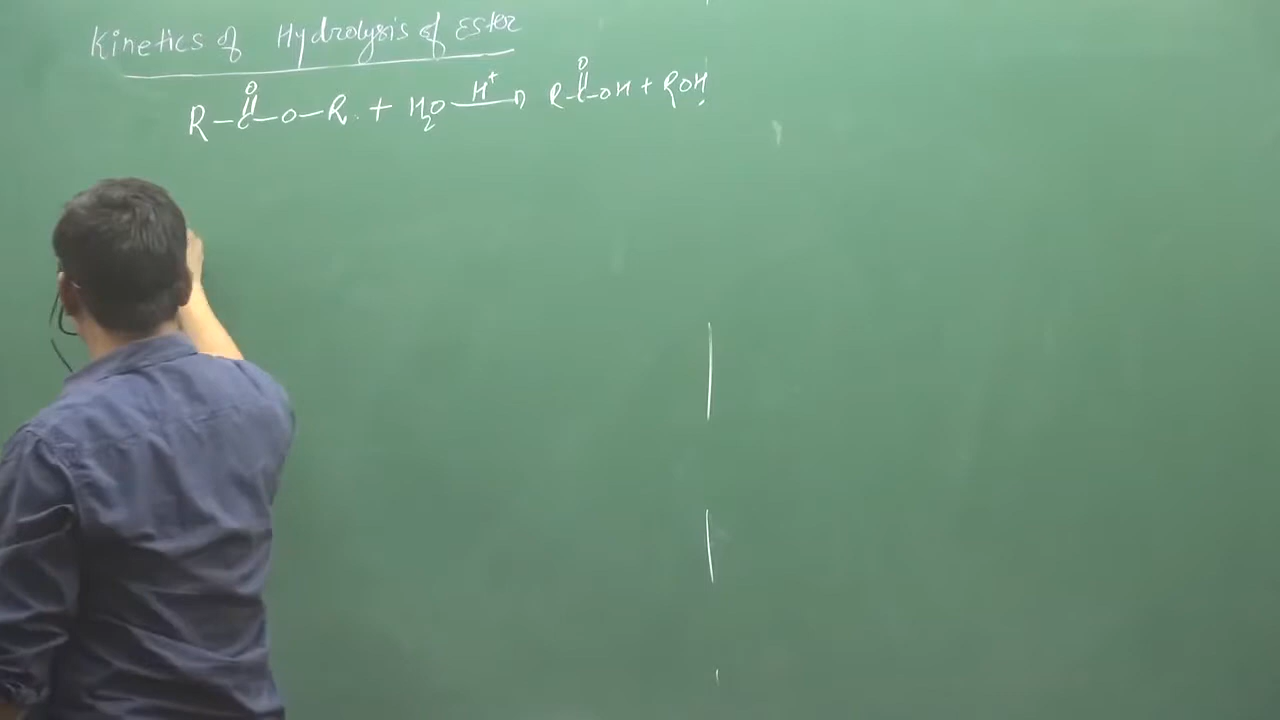 Kinetics of Hydrolysis of Ester
O O
R-C-O-R + H2O H+ → R-C-OH + ROH